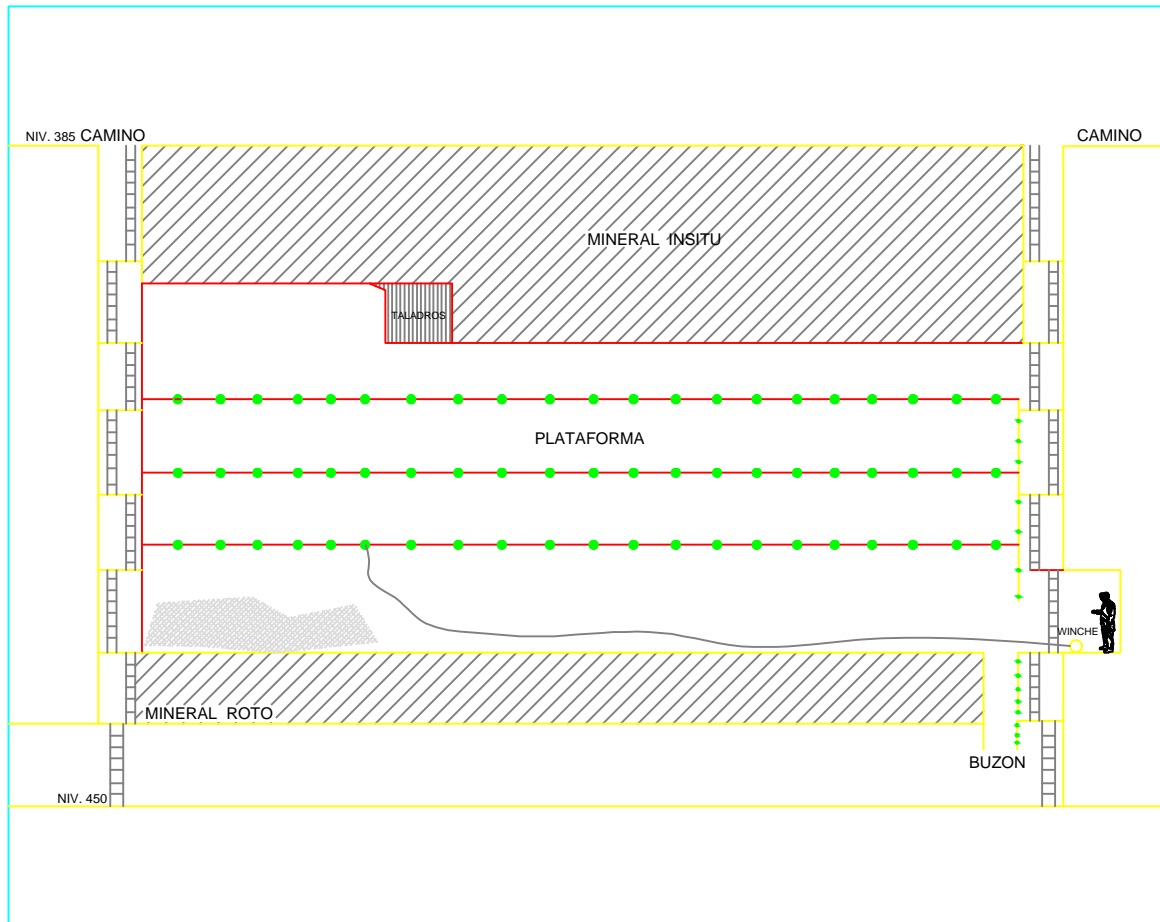 NIV. 385 CAMINO
CAMINO
MINERAL INSITU
TALADROS
PLATAFORMA
WINCHE
MINERAL ROTO
BUZON
NIV. 450